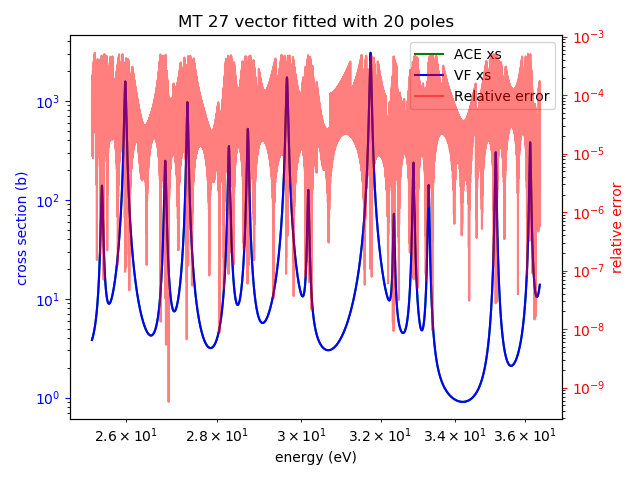 MT 27 vector fitted with 20 poles
ACE xs
VF xs
Relative error
cross section (b)
10³
10²
10¹
10⁰
relative error
10⁻³
10⁻⁴
10⁻⁵
10⁻⁶
10⁻⁷
10⁻⁸
10⁻⁹
2.6 × 10¹ 2.8 × 10¹ 3 × 10¹ 3.2 × 10¹ 3.4 × 10¹ 3.6 × 10¹
energy (eV)